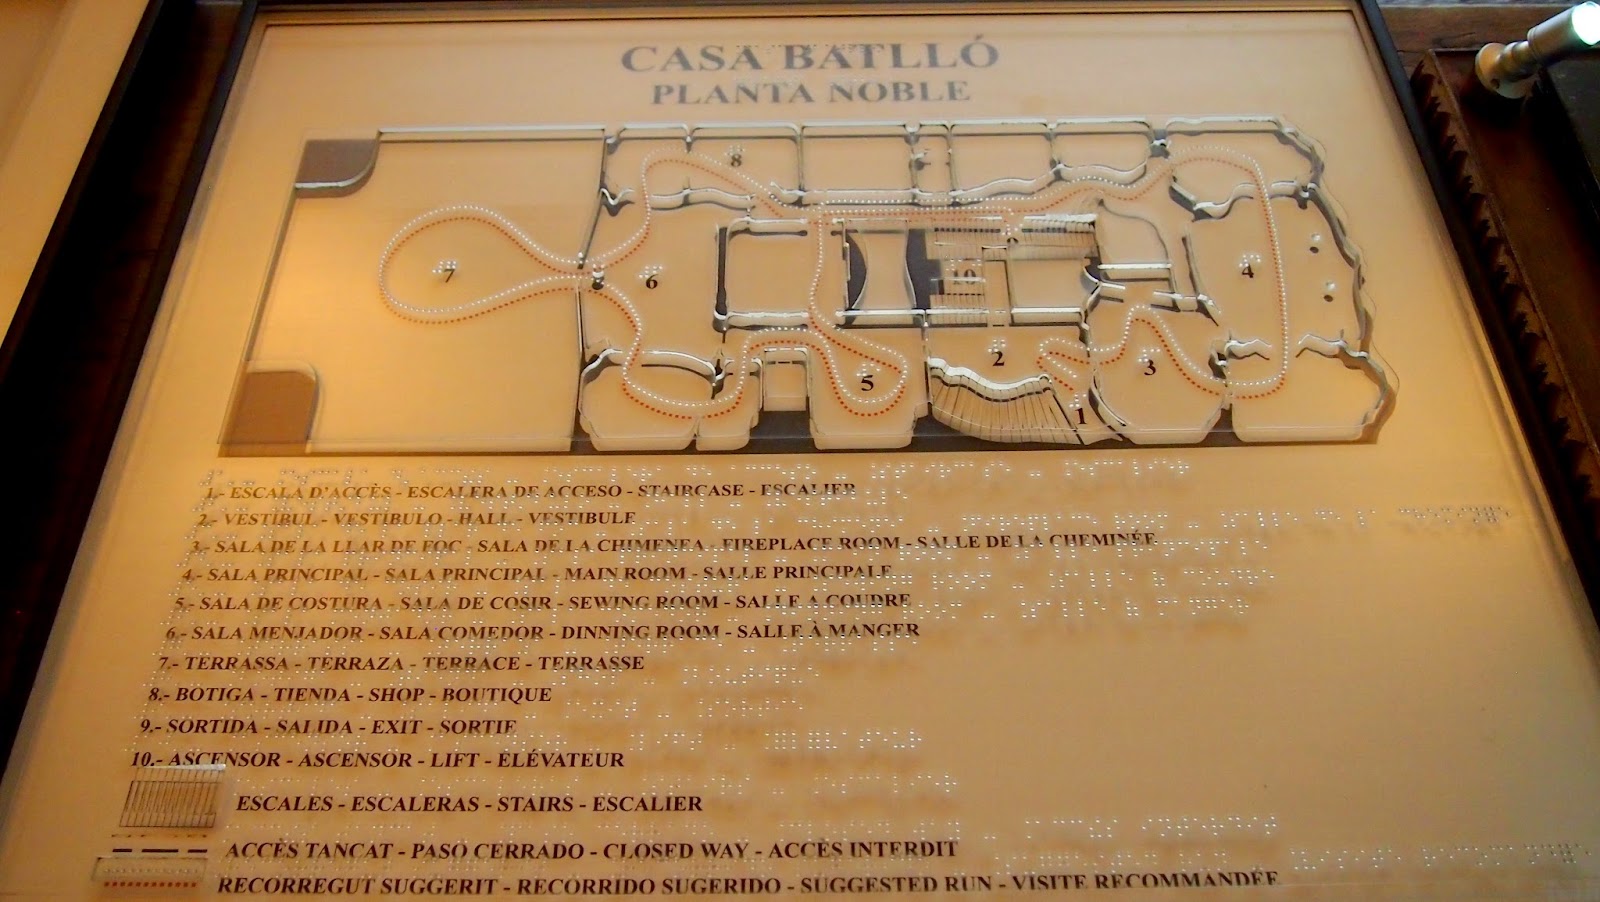 CASA BATLLÓ
PLANTA NOBLE
8
7
6
10
4
9
2
3
5
1
1.- ESCALA D'ACCÈS - ESCALERA DE ACCESO - STAIRCASE - ESCALIER
2.- VESTIBUL - VESTIBULO - HALL - VESTIBULE
3.- SALA DE LA LLAR DE FOC - SALA DE LA CHIMENEA - FIREPLACE ROOM - SALLE DE LA CHEMINÉE
4.- SALA PRINCIPAL - SALA PRINCIPAL - MAIN ROOM - SALLE PRINCIPALE
5.- SALA DE COSTURA - SALA DE COSIR - SEWING ROOM - SALLE A COUDRE
6.- SALA MENJADOR - SALA COMEDOR - DINNING ROOM - SALLE À MANGER
7.- TERRASSA - TERRAZA - TERRACE - TERRASSE
8.- BOTIGA - TIENDA - SHOP - BOUTIQUE
9.- SORTIDA - SALIDA - EXIT - SORTIE
10.- ASCENSOR - ASCENSOR - LIFT - ÉLÉVATEUR
ESCALES - ESCALERAS - STAIRS - ESCALIER
ACCÈS TANCAT - PASO CERRADO - CLOSED WAY - ACCÈS INTERDIT
RECORREGUT SUGGERIT - RECORRIDO SUGERIDO - SUGGESTED RUN - VISITE RECOMMANDÉE